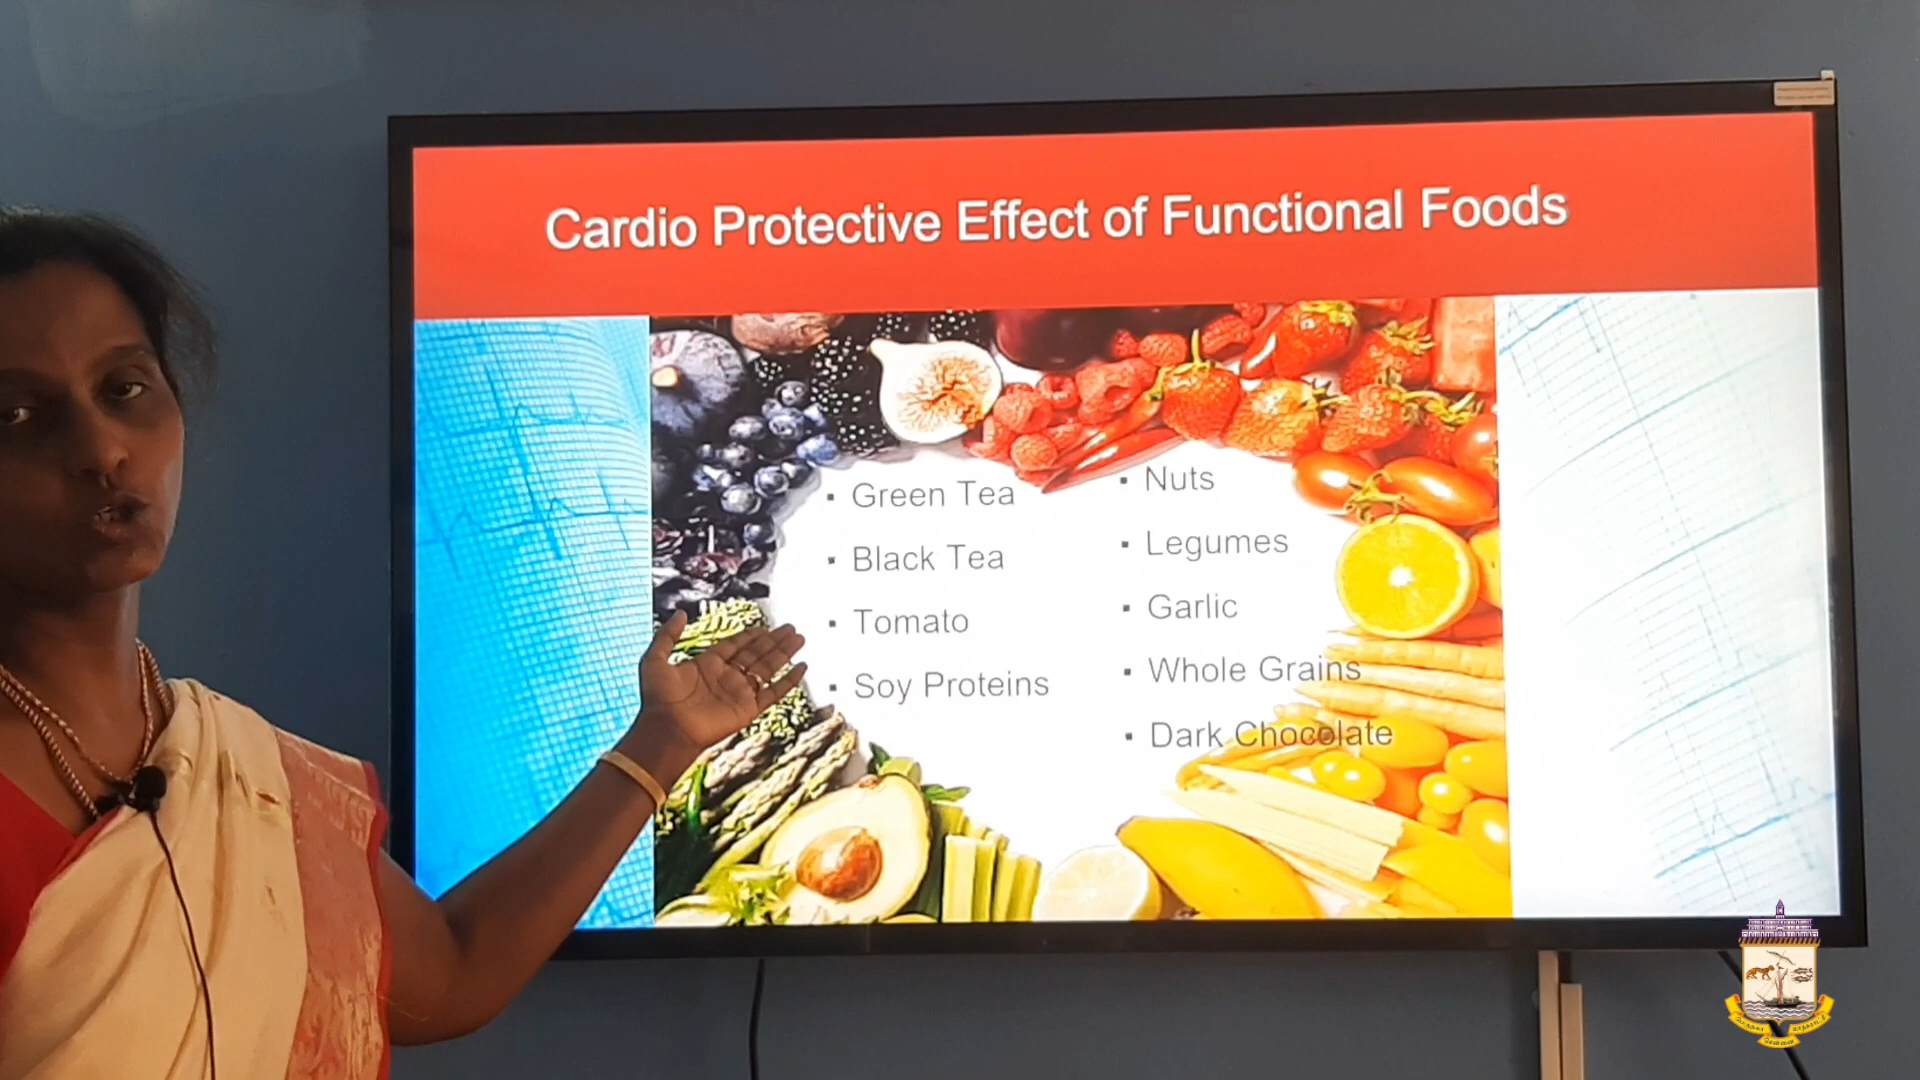 Cardio Protective Effect of Functional Foods
▪ Green Tea
▪ Black Tea
▪ Tomato
▪ Soy Proteins
▪ Nuts
▪ Legumes
▪ Garlic
▪ Whole Grains
▪ Dark Chocolate